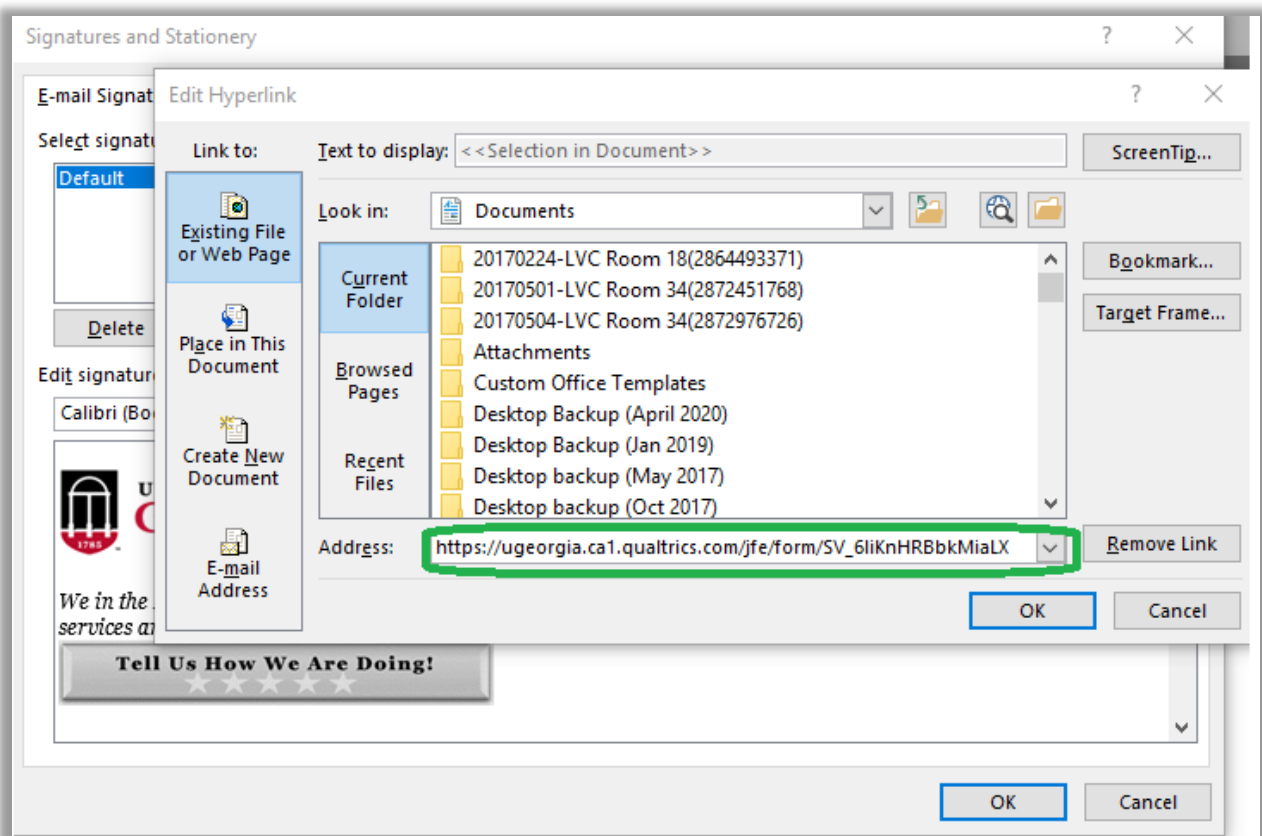 Signatures and Stationery
?
E-mail Signat
Edit Hyperlink
?
Select signatu
Link to:
Text to display:
<<Selection in Document>>
ScreenTip...
Default
Existing File
or Web Page
Look in:
Documents
Current
Folder
20170224-LVC Room 18(2864493371)
20170501-LVC Room 34(2872451768)
20170504-LVC Room 34(2872976726)
Attachments
Custom Office Templates
Desktop Backup (April 2020)
Desktop Backup (Jan 2019)
Desktop backup (May 2017)
Desktop backup (Oct 2017)
Bookmark...
Target Frame...
Delete
Place in This
Document
Browsed
Pages
Edit signature
Calibri (Bo
Create New
Document
Recent
Files
U
G
1785
E-mail
Address
Address:
https://ugeorgia.ca1.qualtrics.com/jfe/form/SV_6liKnHRBbkMiaLX
Remove Link
OK
Cancel
We in the
services a
Tell Us How We Are Doing!
OK
Cancel